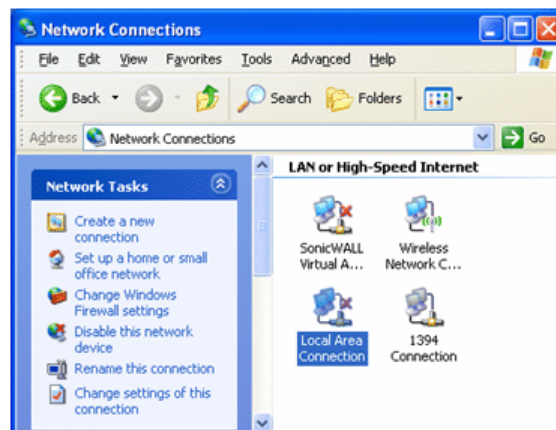 Network Connections
File Edit View Favorites Tools Advanced Help
Back Search Folders
Address Network Connections Go
Network Tasks
Create a new
connection
Set up a home or small
office network
Change Windows
Firewall settings
Disable this network
device
Rename this connection
Change settings of this
connection
LAN or High-Speed Internet
SonicWALL
Virtual A...
Wireless
Network C...
Local Area
Connection
1394
Connection